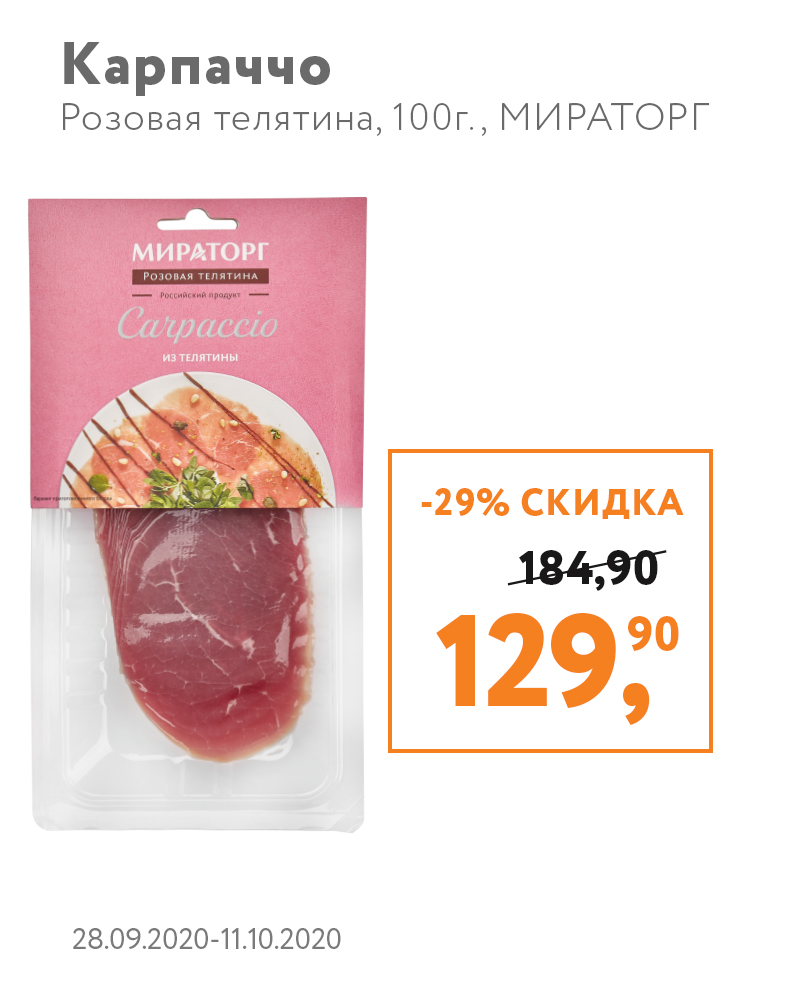 Карпаччо
Розовая телятина, 100г., МИРАТОРГ
МИРАТОРГ
РОЗОВАЯ ТЕЛЯТИНА
Российский продукт
Carpaccio
ИЗ ТЕЛЯТИНЫ
-29% СКИДКА
184,90
129,90
28.09.2020-11.10.2020